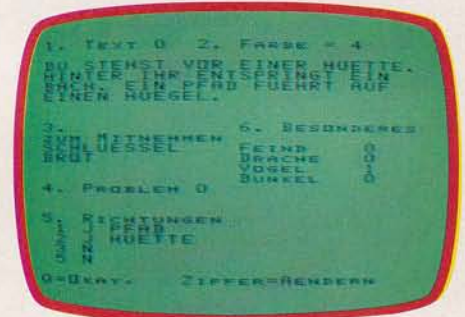 1. TEXT 0 2. FARBE = 4
DU STEHST VOR EINER HUETTE.
HINTER IHR ENTSPRINGT EIN
BACH. EIN PFAD FUEHRT AUF
EINEN HUEGEL.
3. 6. BESONDERES
ZUM MITNEHMEN
SCHLUESSEL FEIND 0
BROT DRACHE 0
VOGEL 1
DUNKEL 0
4. PROBLEM 0
5. RICHTUNGEN
J PFAD
J HUETTE
N
0=OKAY. ZIFFER=AENDERN